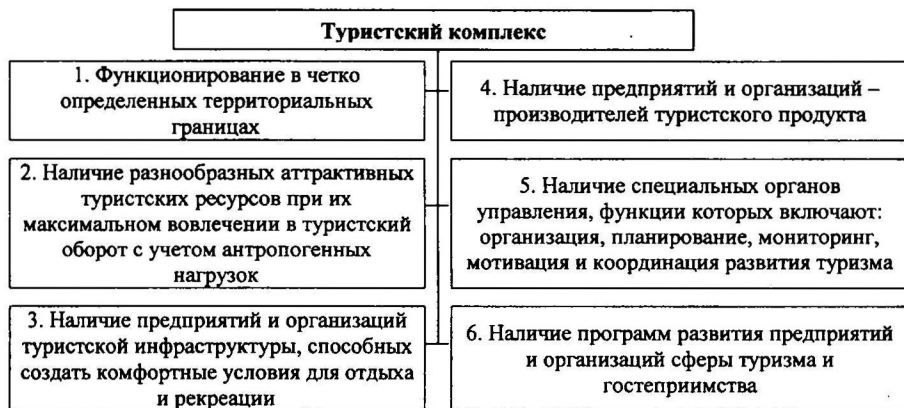 Туристский комплекс
1. Функционирование в четко
определенных территориальных
границах
2. Наличие разнообразных аттрактивных
туристских ресурсов при их
максимальном вовлечении в туристский
оборот с учетом антропогенных
нагрузок
3. Наличие предприятий и организаций
туристской инфраструктуры, способных
создать комфортные условия для отдыха
и рекреации
4. Наличие предприятий и организаций –
производителей туристского продукта
5. Наличие специальных органов
управления, функции которых включают:
организация, планирование, мониторинг,
мотивация и координация развития туризма
6. Наличие программ развития предприятий
и организаций сферы туризма и
гостеприимства